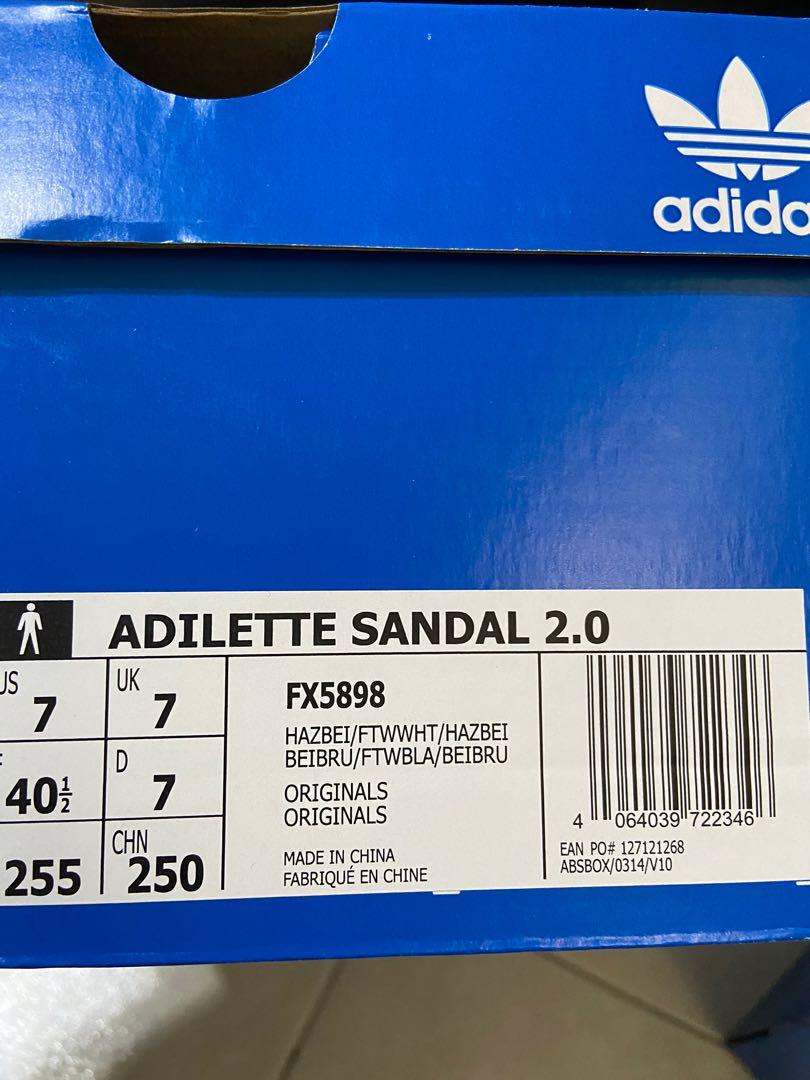 adida
ADILETTE SANDAL 2.0
US 7 UK 7
F 40½ D 7
255 CHN 250
FX5898
HAZBEI/FTWWHT/HAZBEI
BEIBRU/FTWBLA/BEIBRU
ORIGINALS
ORIGINALS
MADE IN CHINA
FABRIQUÉ EN CHINE
4 064039 722346
EAN PO# 127121268
ABSBOX/0314/V10